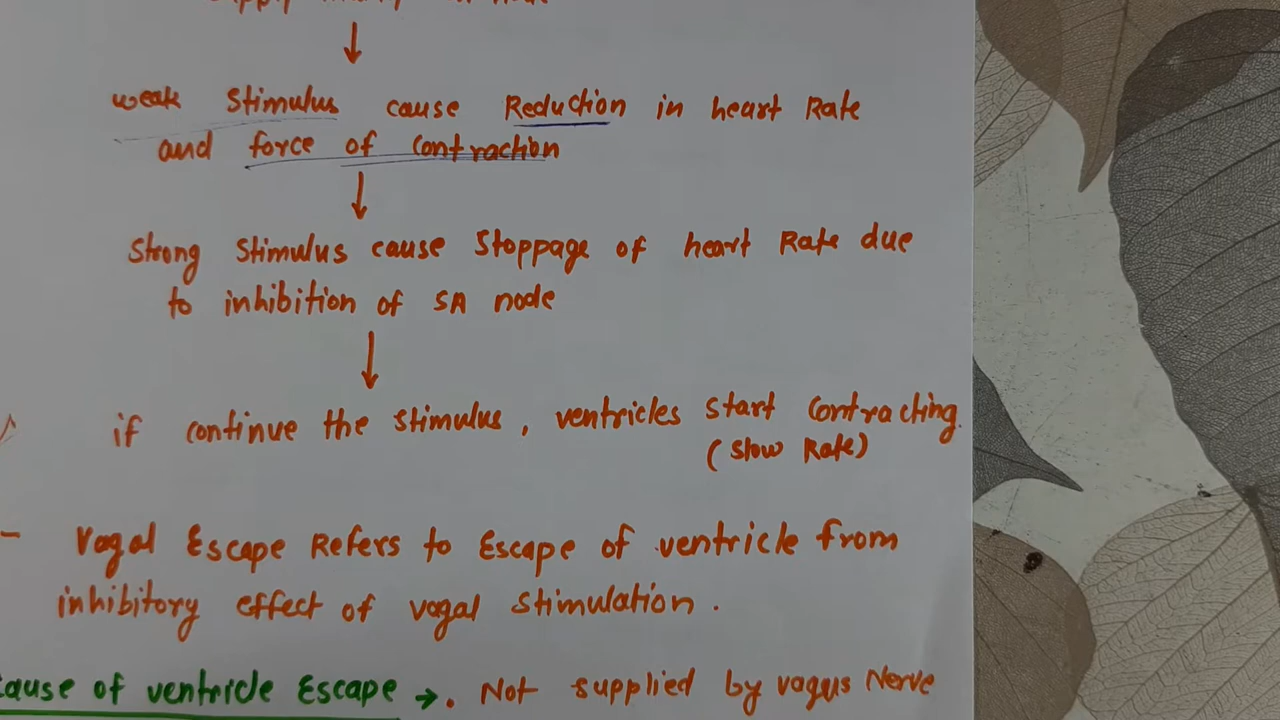 weak Stimulus cause Reduction in heart Rate
and force of contraction
Strong Stimulus cause Stoppage of heart Rate due
to inhibition of SA node
if continue the stimulus, ventricles start contracting.
(slow Rate)
- Vagal Escape Refers to Escape of ventricle from
inhibitory effect of vagal stimulation.
Cause of ventricle Escape → . Not supplied by vagus Nerve